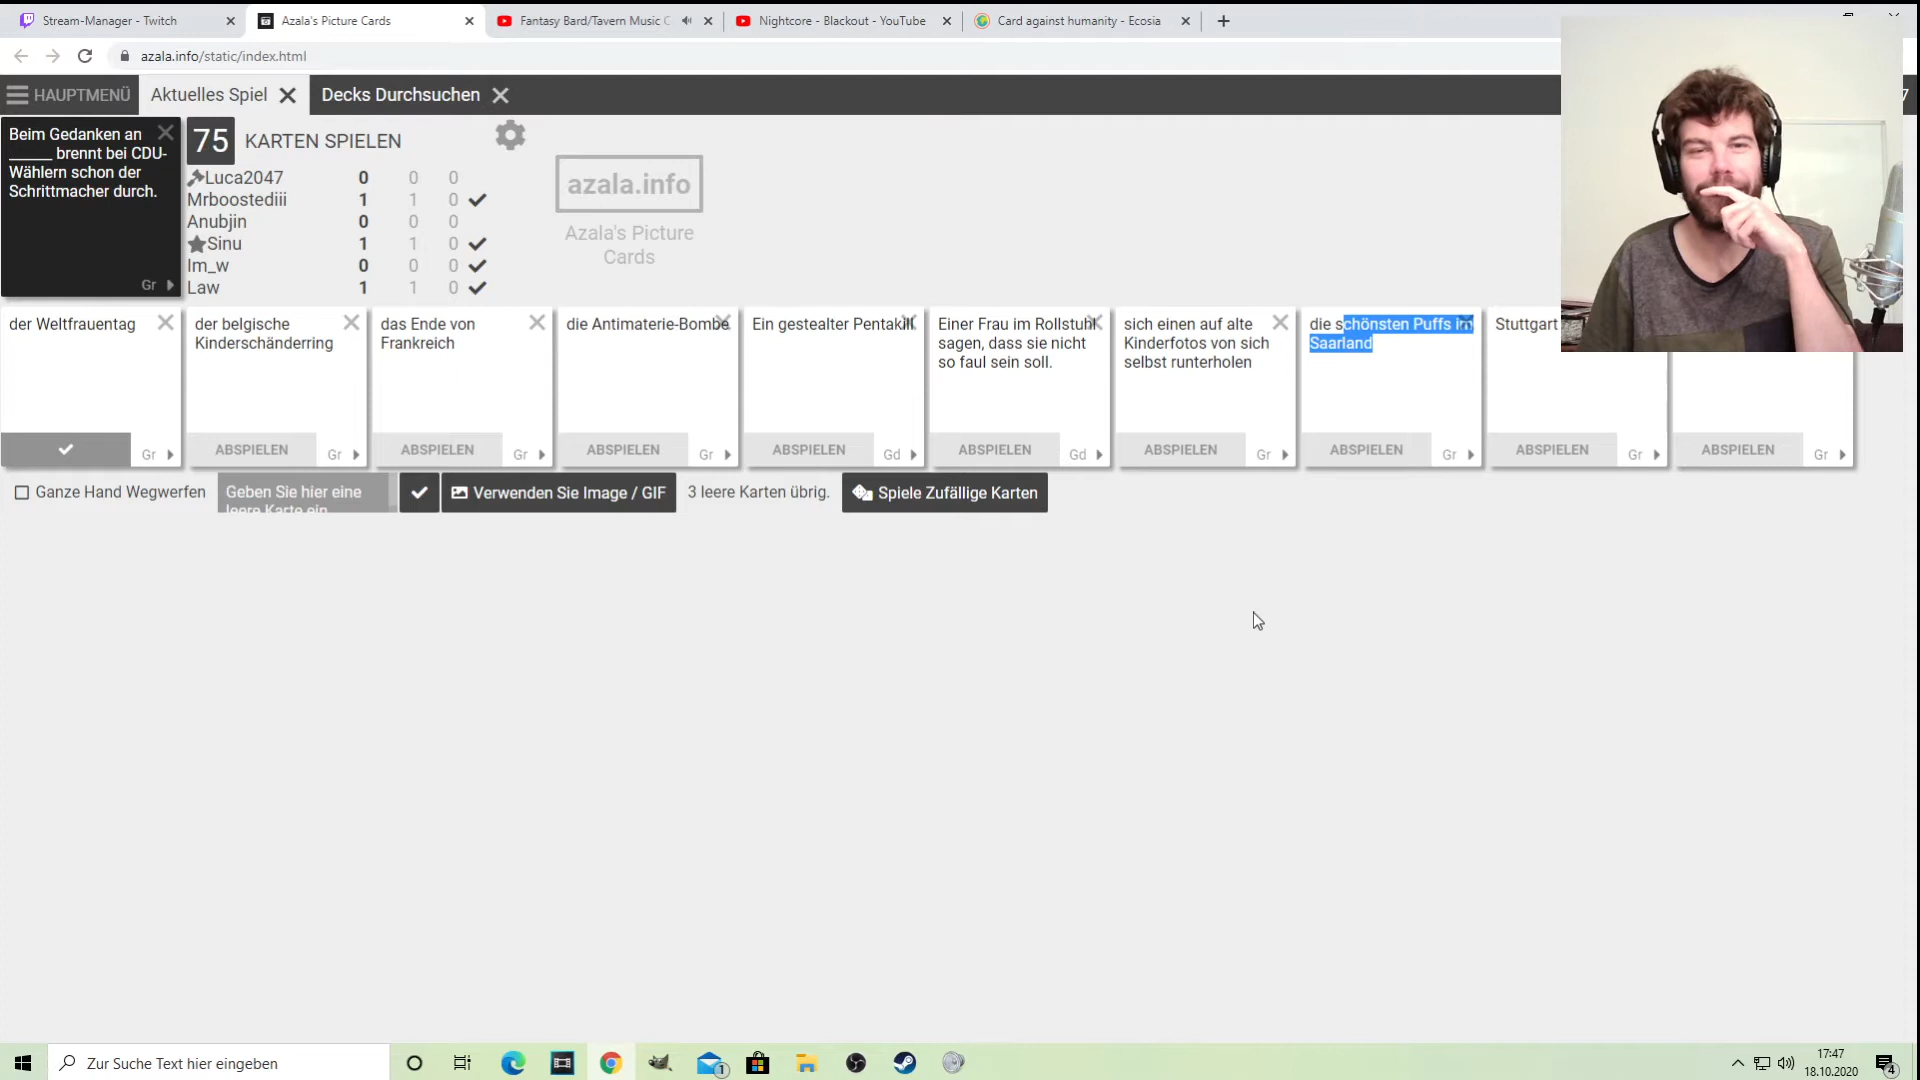 Stream-Manager - Twitch
Azala's Picture Cards
Fantasy Bard/Tavern Music C
Nightcore - Blackout - YouTube
Card against humanity - Ecosia
azala.info/static/index.html
HAUPTMENÜ
Aktuelles Spiel
Decks Durchsuchen
7
Beim Gedanken an
______ brennt bei CDU-
Wählern schon der
Schrittmacher durch.
Gr
75 KARTEN SPIELEN
Luca2047 0 0 0
Mrboostediii 1 1 0
Anubjin 0 0 0
Sinu 1 1 0
Im_w 0 0 0
Law 1 1 0
azala.info
Azala's Picture
Cards
der Weltfrauentag
Gr
der belgische
Kinderschänderring
ABSPIELEN Gr
das Ende von
Frankreich
ABSPIELEN Gr
die Antimaterie-Bombe
ABSPIELEN Gr
Ein gestealter Pentakill
ABSPIELEN Gd
Einer Frau im Rollstuhl
sagen, dass sie nicht
so faul sein soll.
ABSPIELEN Gd
sich einen auf alte
Kinderfotos von sich
selbst runterholen
ABSPIELEN Gr
die schönsten Puffs im
Saarland
ABSPIELEN Gr
Stuttgart
ABSPIELEN Gr
ABSPIELEN Gr
Ganze Hand Wegwerfen
Geben Sie hier eine
leere Karte ein
Verwenden Sie Image / GIF
3 leere Karten übrig.
Spiele Zufällige Karten
Zur Suche Text hier eingeben
1
17:47
18.10.2020
4